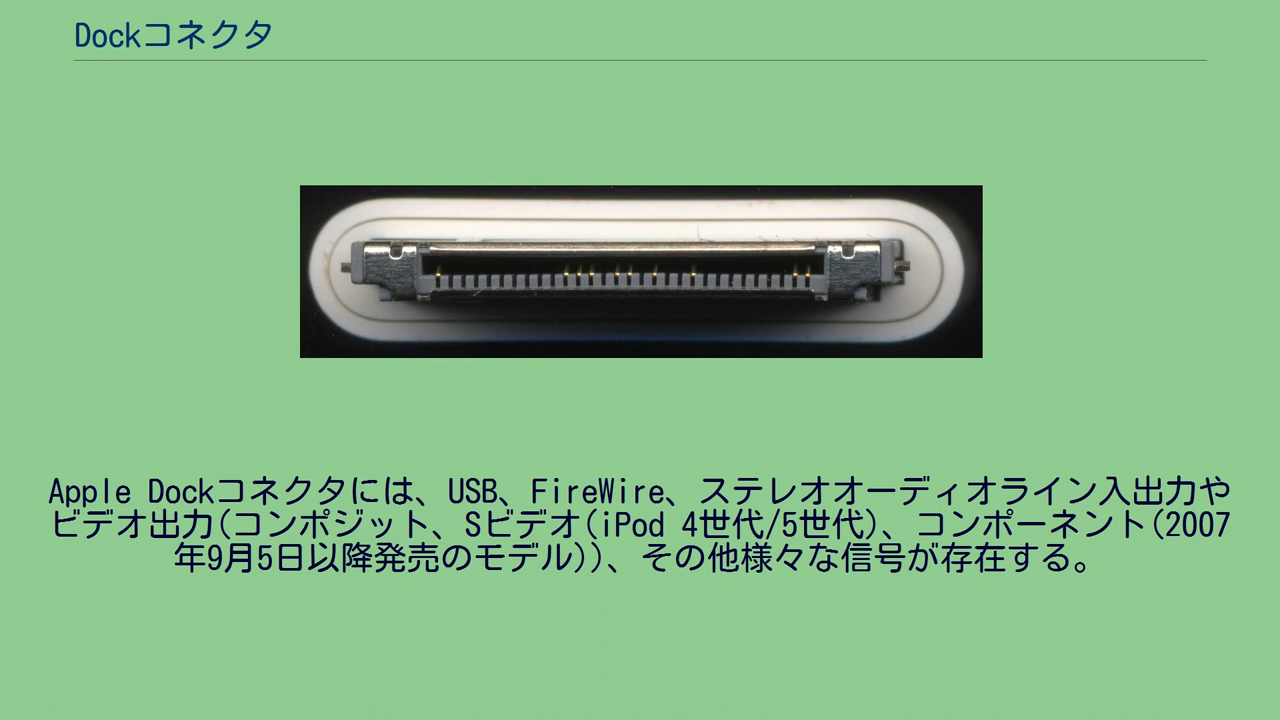 Dockコネクタ
Apple Dockコネクタには、USB、FireWire、ステレオオーディオライン入出力や
ビデオ出力(コンポジット、Sビデオ(iPod 4世代/5世代)、コンポーネント(2007
年9月5日以降発売のモデル))、その他様々な信号が存在する。